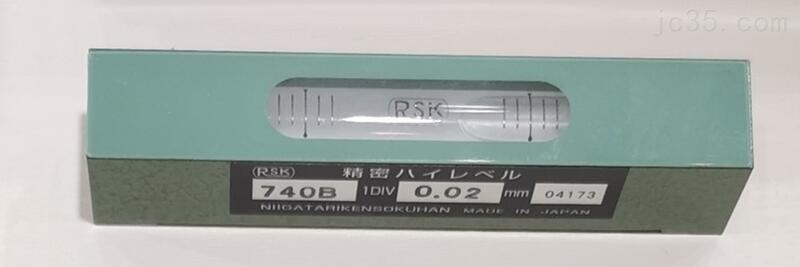 jc35.com
RSK
RSK 精密ハイレベル
740B 1DIV 0.02 mm 04173
NIIGATARIKENSOKUHAN MADE IN JAPAN